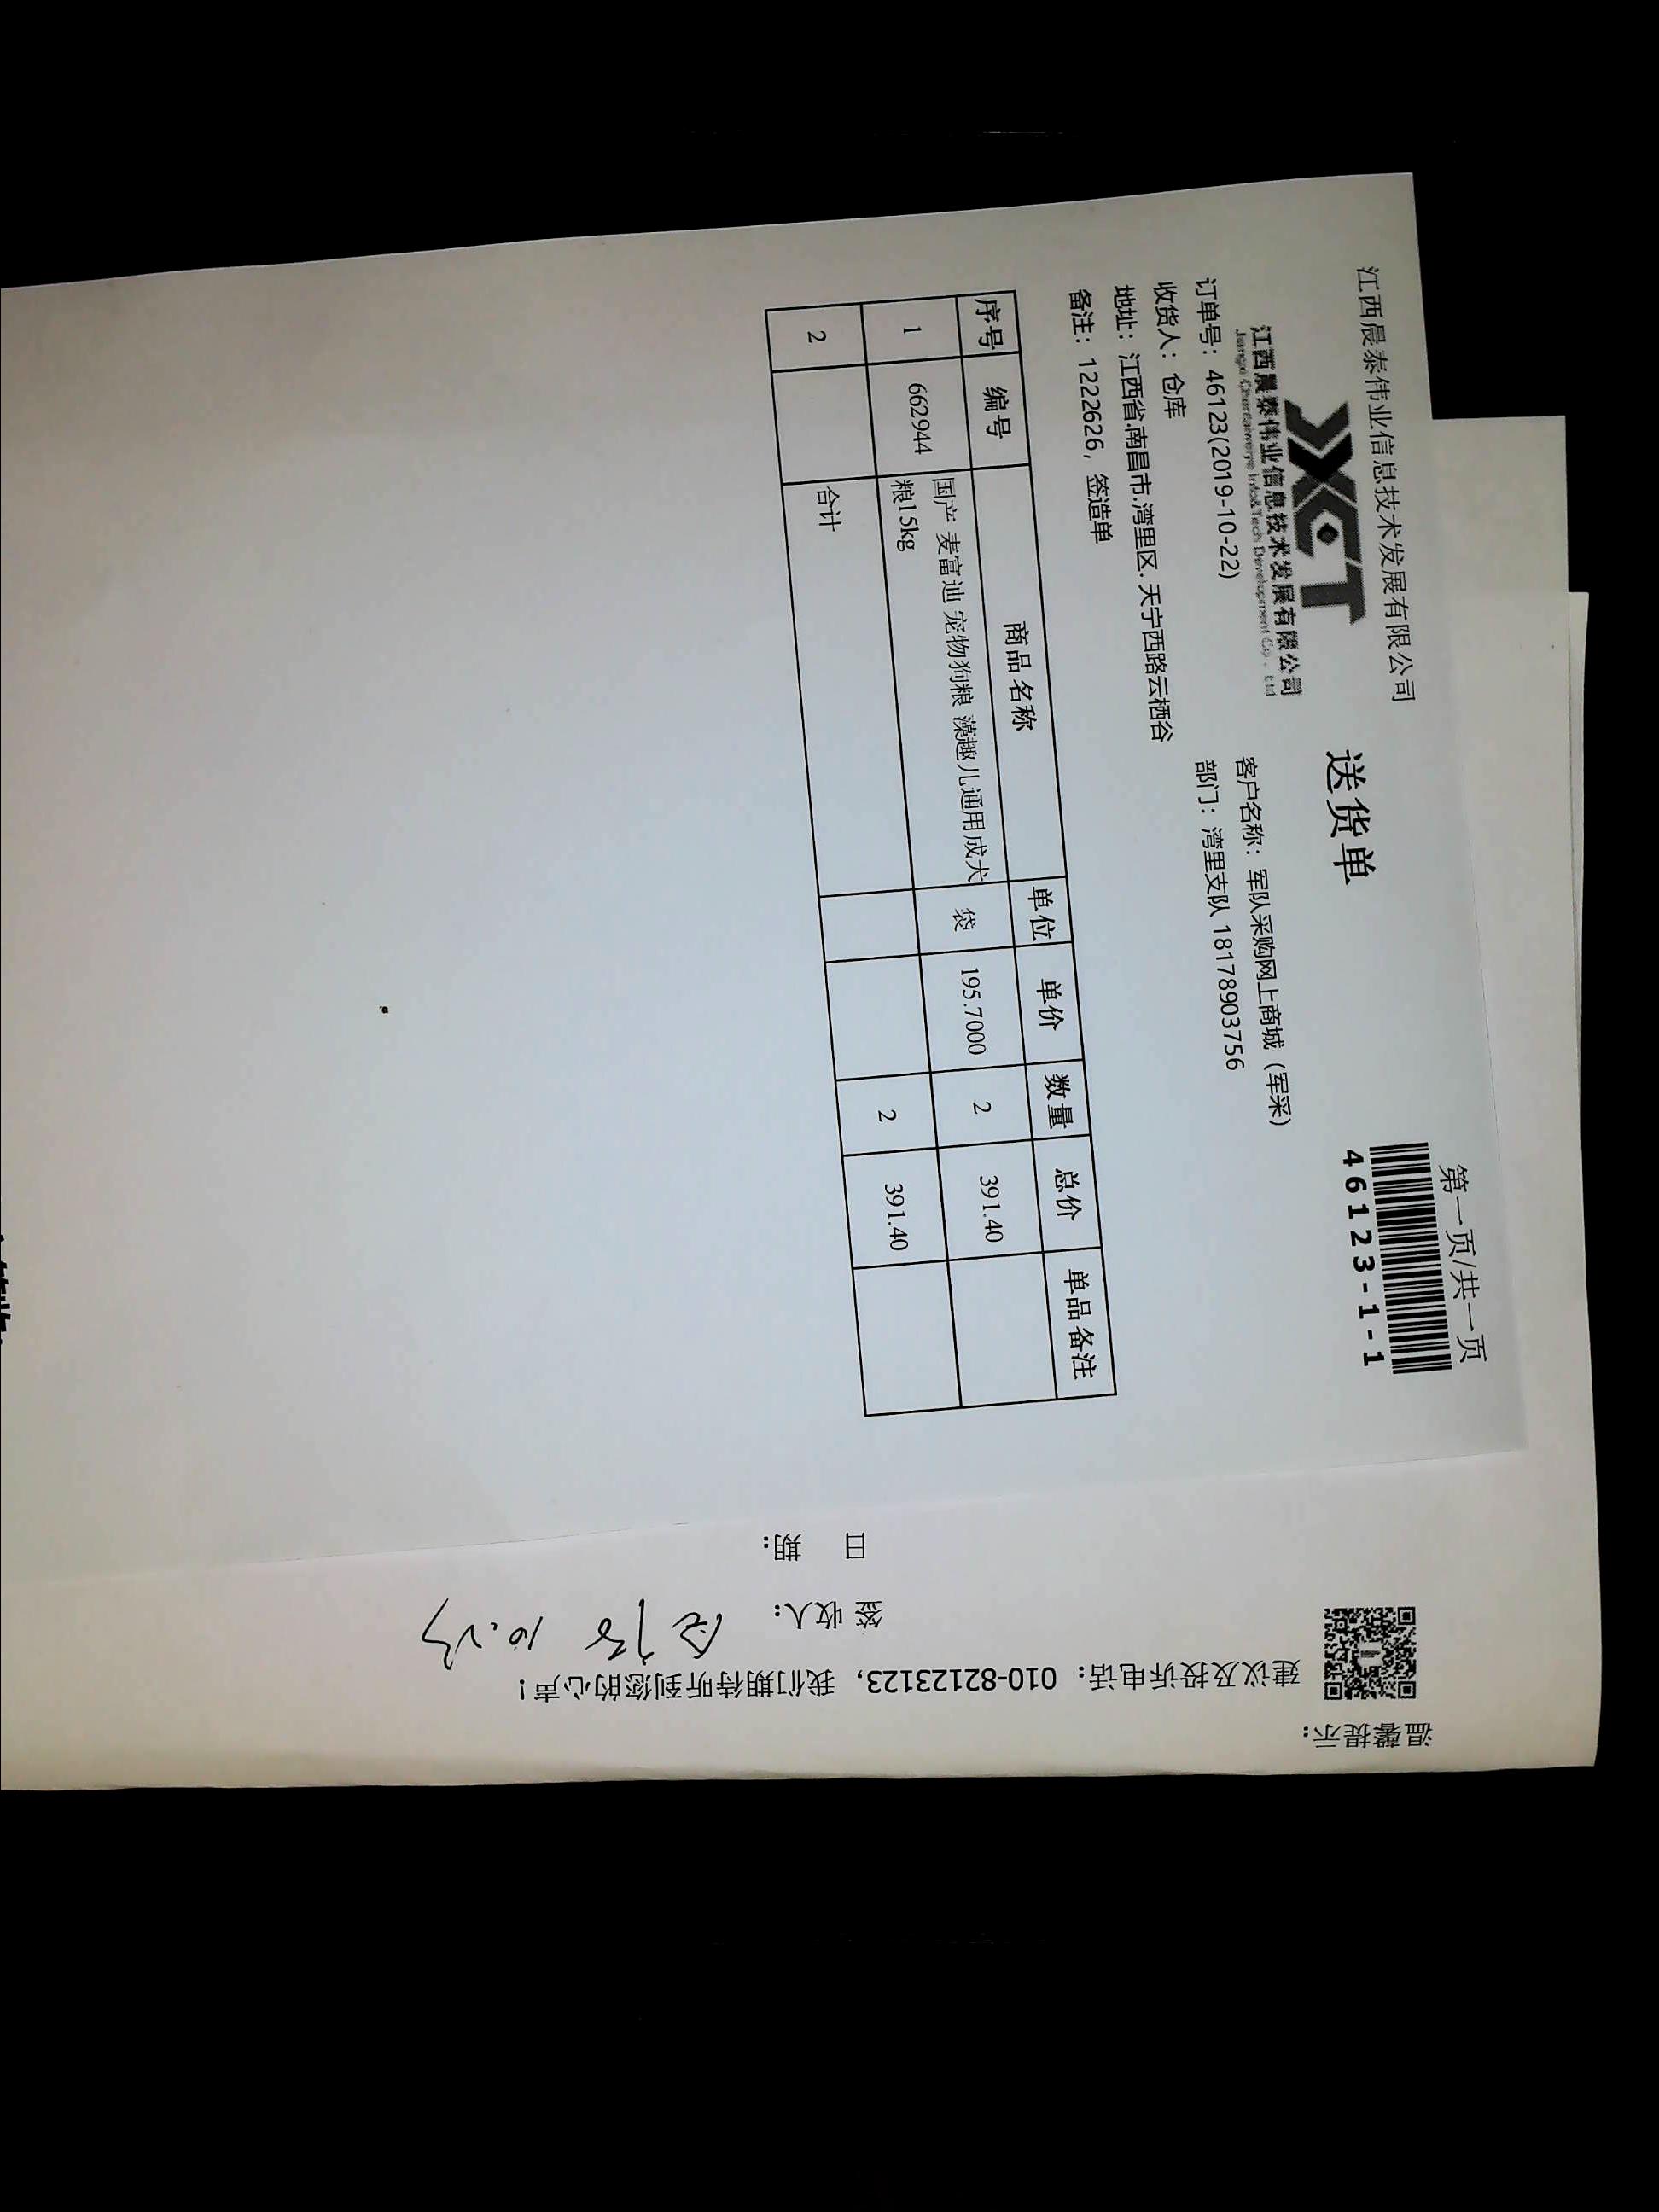 江西晨泰伟业信息技术发展有限公司
第一页/共一页
江西晨泰伟业信息技术发展有限公司
送货单
46123-1-1
订单号：46123(2019-10-22)
客户名称：军队采购网上商城（军采）
收货人：仓库
部门：湾里支队 18178903756
地址：江西省.南昌市.湾里区.天宁西路云栖谷
备注：1222626，签造单
序号 编号 商品名称 单位 单价 数量 总价 单品备注
1 662944 国产 麦富迪 宠物狗粮 藻趣儿通用成犬 袋 195.7000 2 391.40
粮15kg
2 合计 2 391.40
温馨提示：
建议及投诉电话：010-82123123，我们期待听到您的心声！
签收人： 10.23
日 期：